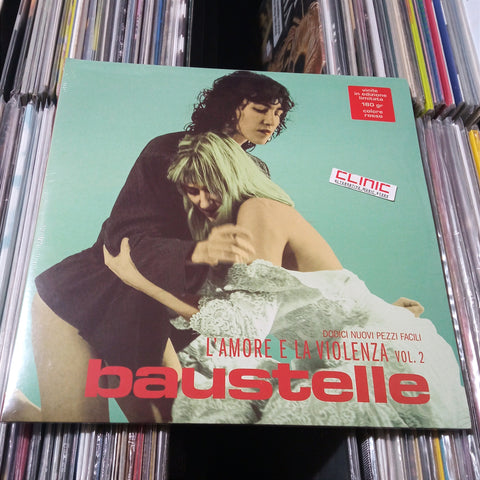 vinile
in edizione
limitata
180 gr
colore
rosso
CLINIC
DODICI NUOVI PEZZI FACILI
L'AMORE E LA VIOLENZA VOL. 2
baustelle